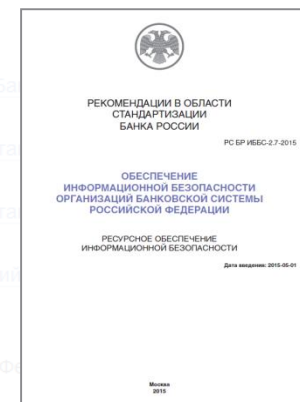 РЕКОМЕНДАЦИИ В ОБЛАСТИ
СТАНДАРТИЗАЦИИ
БАНКА РОССИИ
РС БР ИББС-2.7-2015
ОБЕСПЕЧЕНИЕ
ИНФОРМАЦИОННОЙ БЕЗОПАСНОСТИ
ОРГАНИЗАЦИЙ БАНКОВСКОЙ СИСТЕМЫ
РОССИЙСКОЙ ФЕДЕРАЦИИ
РЕСУРСНОЕ ОБЕСПЕЧЕНИЕ
ИНФОРМАЦИОННОЙ БЕЗОПАСНОСТИ
Дата введения: 2015-05-01
Москва
2015